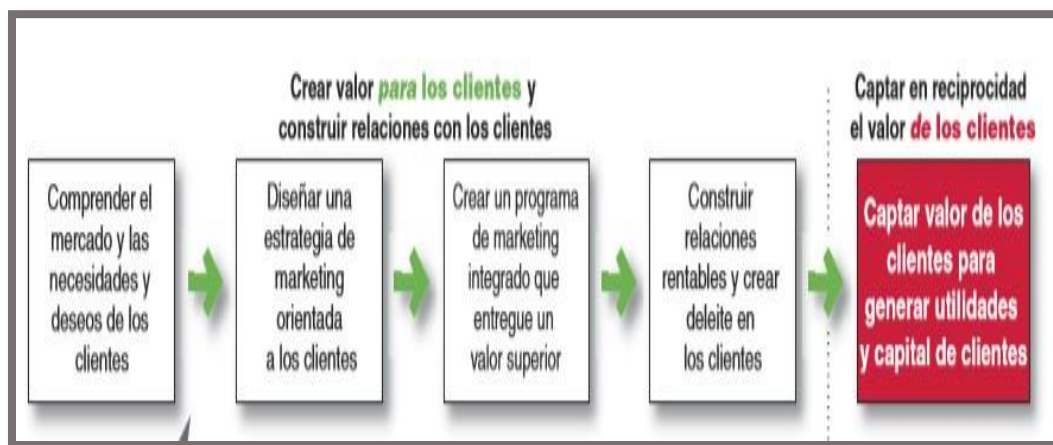 Crear valor para los clientes y
construir relaciones con los clientes
Captar en reciprocidad
el valor de los clientes
Comprender el
mercado y las
necesidades y
deseos de los
clientes
Diseñar una
estrategia de
marketing
orientada
a los clientes
Crear un programa
de marketing
integrado que
entregue un
valor superior
Construir
relaciones
rentables y crear
deleite en
los clientes
Captar valor de los
clientes para
generar utilidades
y capital de clientes